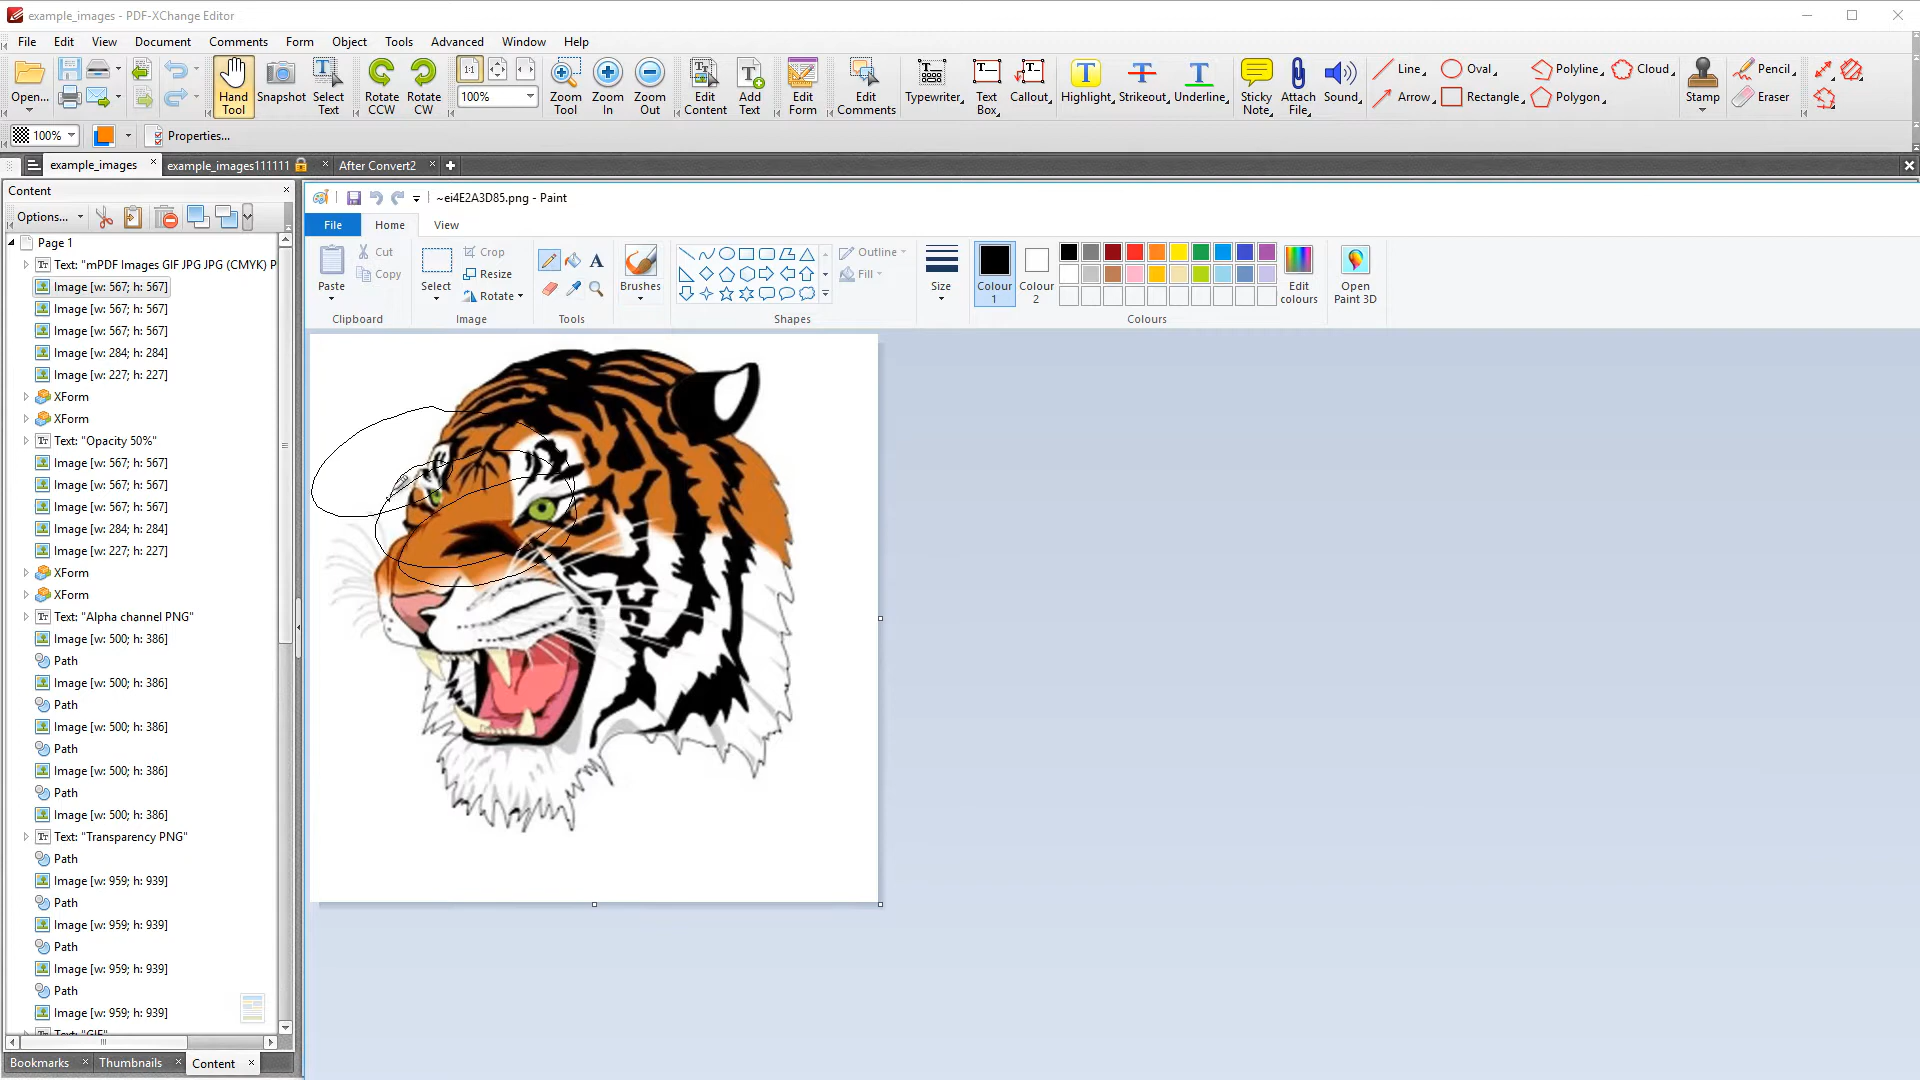 example_images - PDF-XChange Editor
File Edit View Document Comments Form Object Tools Advanced Window Help
Open... Hand Tool Snapshot Select Text Rotate CCW Rotate CW 1:1 100% Zoom Tool Zoom In Zoom Out Edit Content Add Text Edit Form Edit Comments Typewriter Text Box Callout Highlight Strikeout Underline Sticky Note Attach File Sound Line Arrow Oval Rectangle Polyline Polygon Cloud Stamp Pencil Eraser
100% Properties...
example_images example_images111111 After Convert2
Content
Options...
Page 1
Text: "mPDF Images GIF JPG JPG (CMYK) P
Image [w: 567; h: 567]
Image [w: 567; h: 567]
Image [w: 567; h: 567]
Image [w: 284; h: 284]
Image [w: 227; h: 227]
XForm
XForm
Text: "Opacity 50%"
Image [w: 567; h: 567]
Image [w: 567; h: 567]
Image [w: 567; h: 567]
Image [w: 284; h: 284]
Image [w: 227; h: 227]
XForm
XForm
Text: "Alpha channel PNG"
Image [w: 500; h: 386]
Path
Image [w: 500; h: 386]
Path
Image [w: 500; h: 386]
Path
Image [w: 500; h: 386]
Path
Image [w: 500; h: 386]
Text: "Transparency PNG"
Path
Image [w: 959; h: 939]
Path
Image [w: 959; h: 939]
Path
Image [w: 959; h: 939]
Path
Image [w: 959; h: 939]
Text: "GIF"
Bookmarks Thumbnails Content
~ei4E2A3D85.png - Paint
File Home View
Paste Cut Copy Select Crop Resize Rotate Brushes Outline Fill Size Colour 1 Colour 2 Edit colours Open Paint 3D
Clipboard Image Tools Shapes Colours